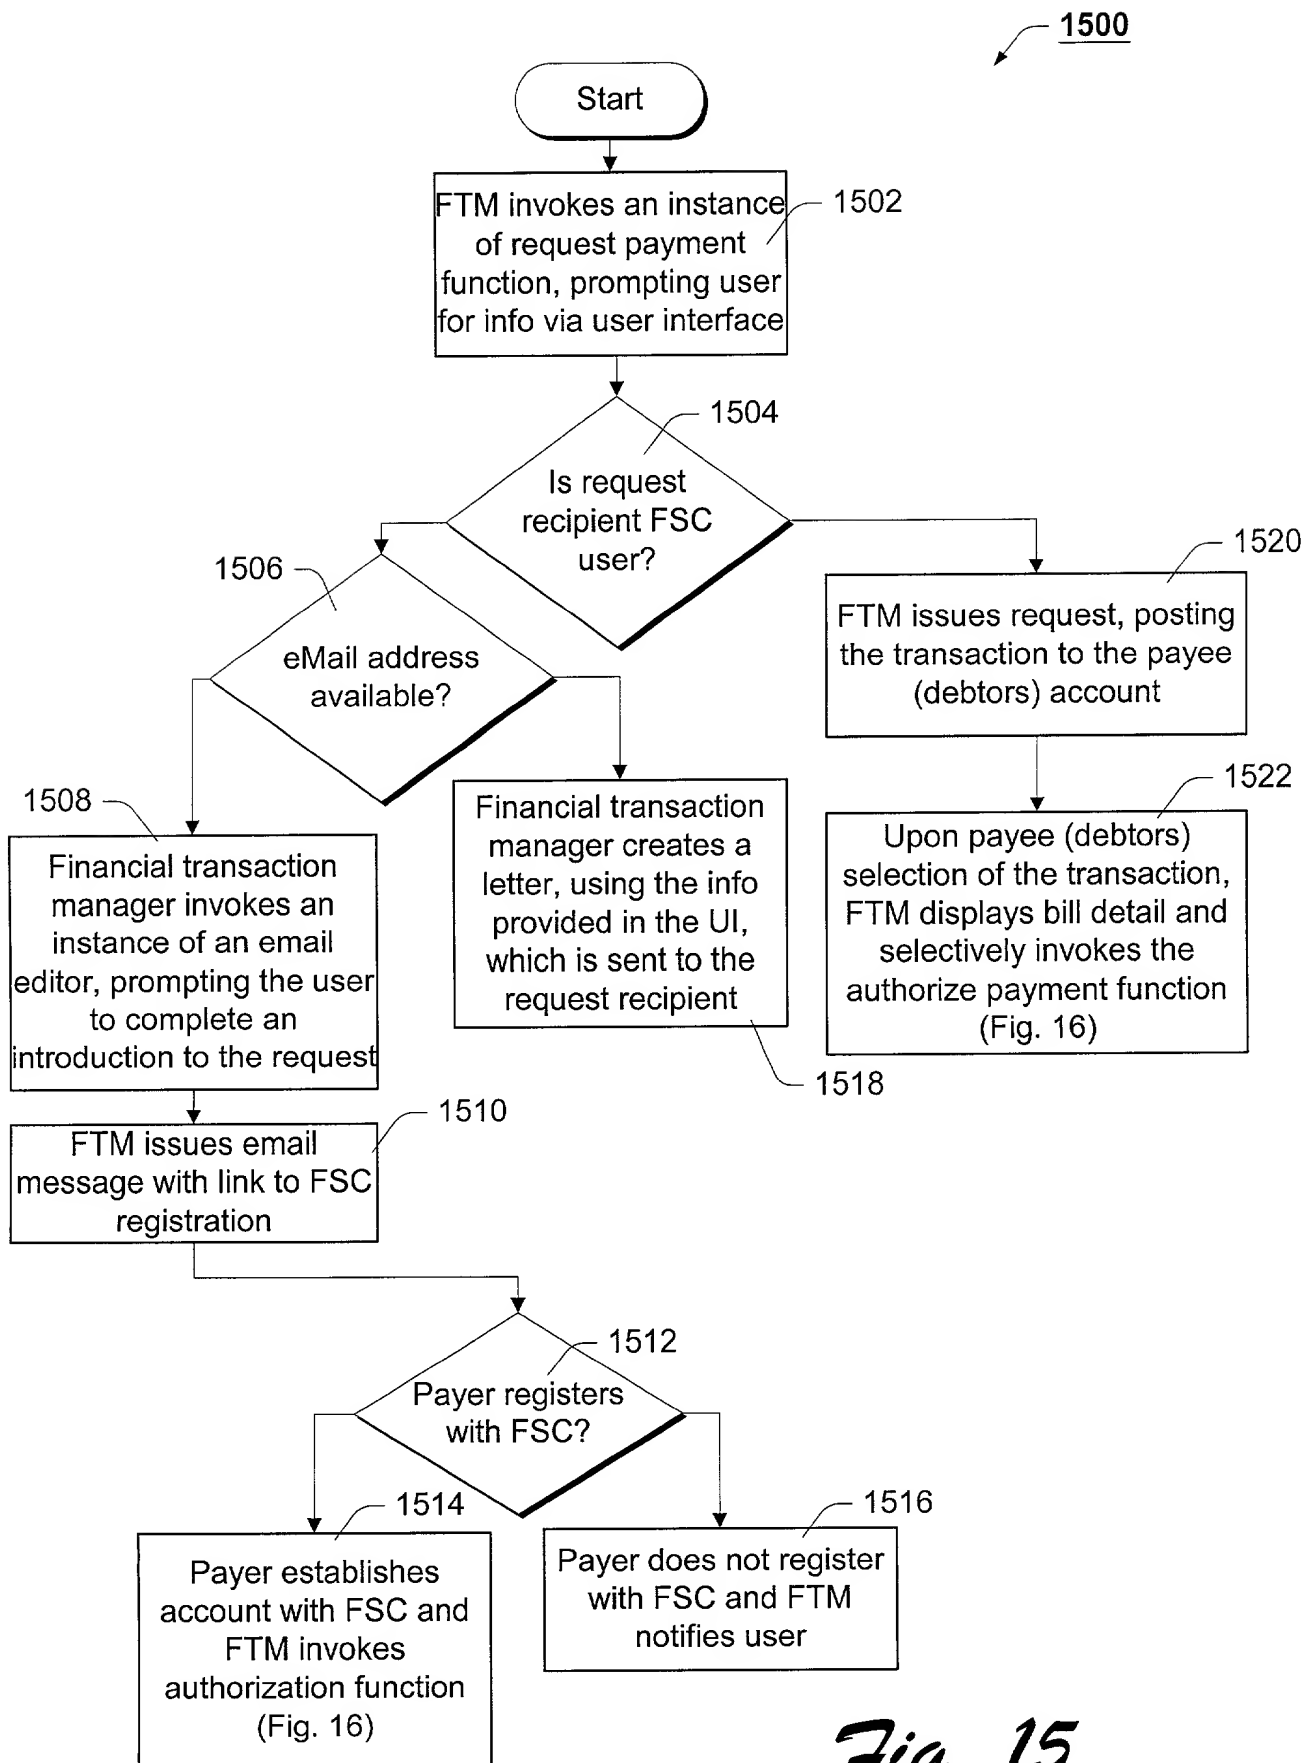 1500
Start
FTM invokes an instance
of request payment
function, prompting user
for info via user interface
1502
1504
Is request
recipient FSC
user?
1506
eMail address
available?
1520
FTM issues request, posting
the transaction to the payee
(debtors) account
1508
Financial transaction
manager invokes an
instance of an email
editor, prompting the user
to complete an
introduction to the request
Financial transaction
manager creates a
letter, using the info
provided in the UI,
which is sent to the
request recipient
1518
1522
Upon payee (debtors)
selection of the transaction,
FTM displays bill detail and
selectively invokes the
authorize payment function
(Fig. 16)
1510
FTM issues email
message with link to FSC
registration
1512
Payer registers
with FSC?
1514
Payer establishes
account with FSC and
FTM invokes
authorization function
(Fig. 16)
1516
Payer does not register
with FSC and FTM
notifies user
Fig. 15